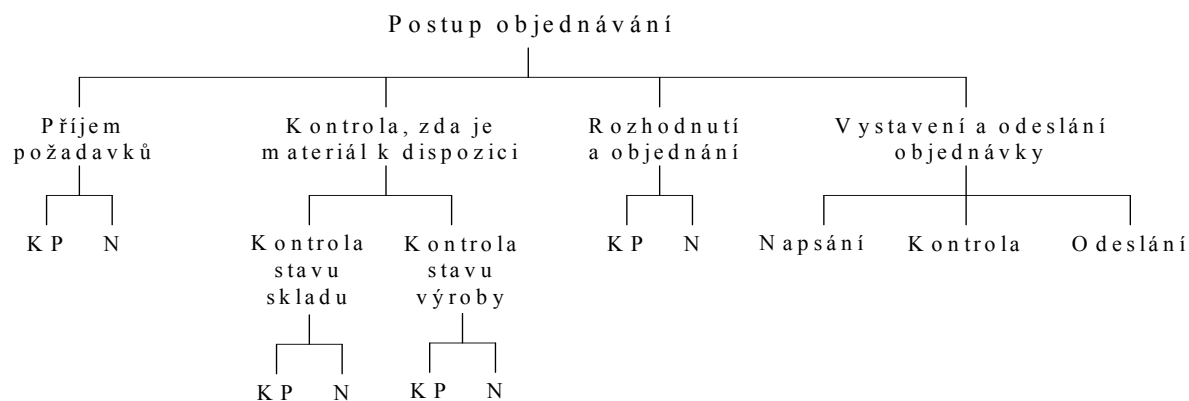 Postup objednávání
Příjem
požadavků
Kontrola, zda je
materiál k dispozici
Rozhodnutí
a objednání
Vystavení a odeslání
objednávky
KP N
Kontrola
stavu
skladu
Kontrola
stavu
výroby
KP N
Napsání Kontrola Odeslání
KP N
KP N